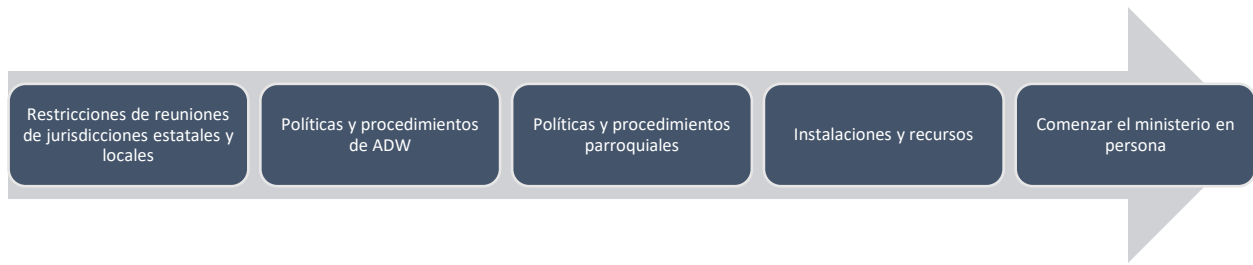 Restricciones de reuniones
de jurisdicciones estatales y
locales
Políticas y procedimientos
de ADW
Políticas y procedimientos
parroquiales
Instalaciones y recursos
Comenzar el ministerio en
persona